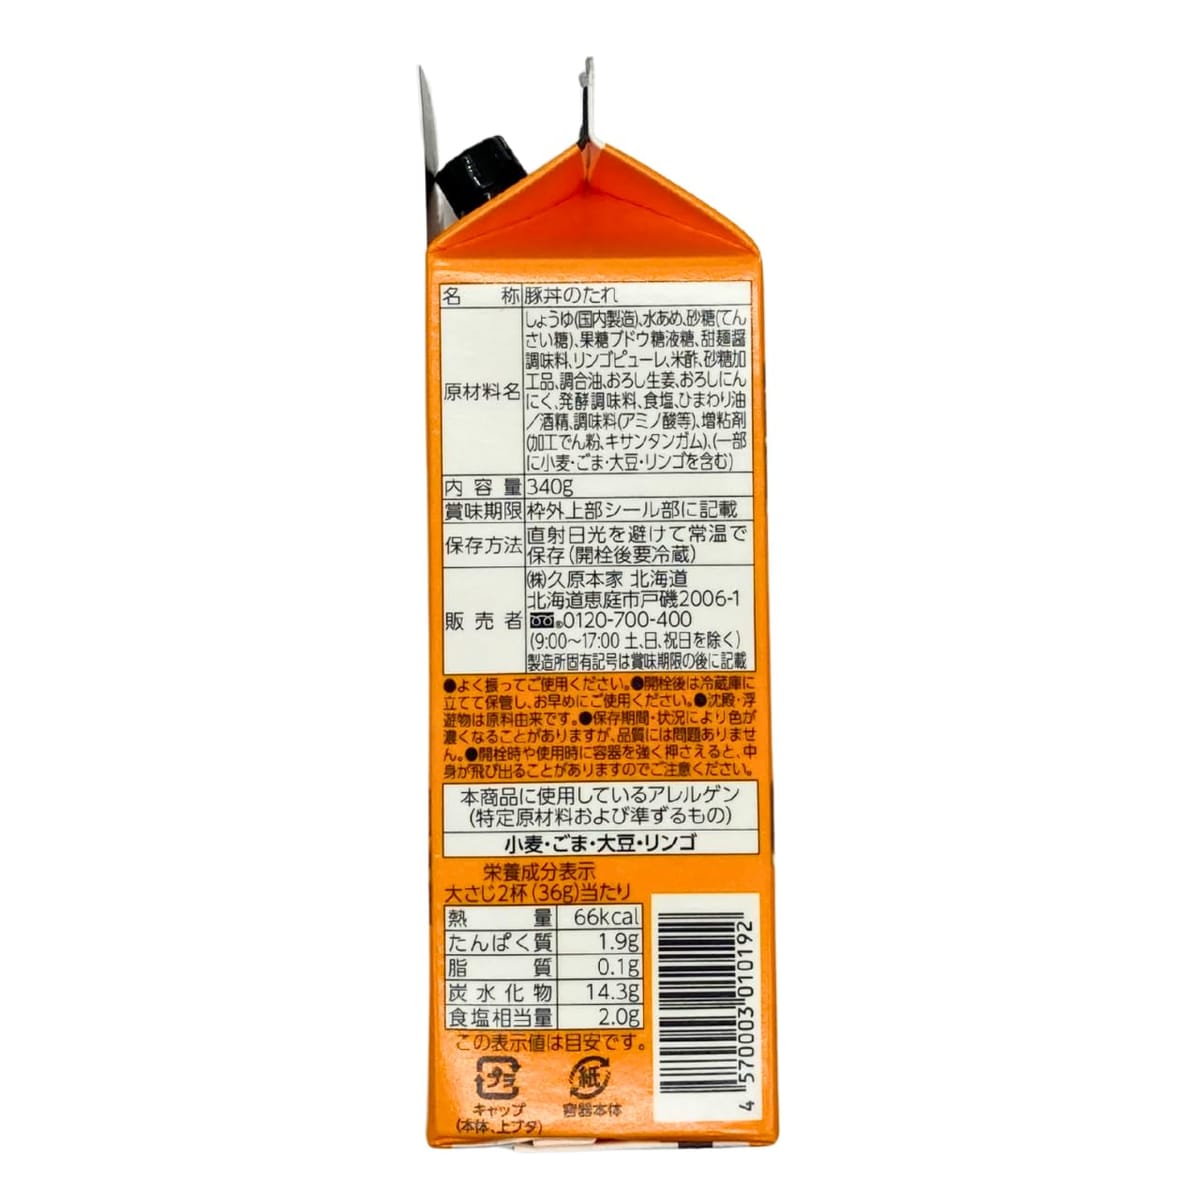 名称 豚丼のたれ
原材料名 しょうゆ(国内製造)、水あめ、砂糖(てん
さい糖)、果糖ブドウ糖液糖、甜麺醤
調味料、リンゴピューレ、米酢、砂糖加
工品、調合油、おろし生姜、おろしにん
にく、発酵調味料、食塩、ひまわり油
/酒精、調味料(アミノ酸等)、増粘剤
(加工でん粉、キサンタンガム)、(一部
に小麦・ごま・大豆・リンゴを含む)
内容量 340g
賞味期限 枠外上部シール部に記載
保存方法 直射日光を避けて常温で
保存(開栓後要冷蔵)
販売者 ㈱久原本家 北海道
北海道恵庭市戸磯2006-1
®0120-700-400
(9:00〜17:00 土、日、祝日を除く)
製造所固有記号は賞味期限の後に記載
●よく振ってご使用ください。●開栓後は冷蔵庫に
立てて保管し、お早めにご使用ください。●沈殿・浮
遊物は原料由来です。●保存期間・状況により色が
濃くなることがありますが、品質には問題ありませ
ん。●開栓時や使用時に容器を強く押さえると、中
身が飛び出ることがありますのでご注意ください。
本商品に使用しているアレルゲン
(特定原材料および準ずるもの)
小麦・ごま・大豆・リンゴ
栄養成分表示
大さじ2杯(36g)当たり
熱量 66kcal
たんぱく質 1.9g
脂質 0.1g
炭水化物 14.3g
食塩相当量 2.0g
この表示値は目安です。
プラ
キャップ
(本体、上ブタ)
紙
容器本体
4 570003 010192